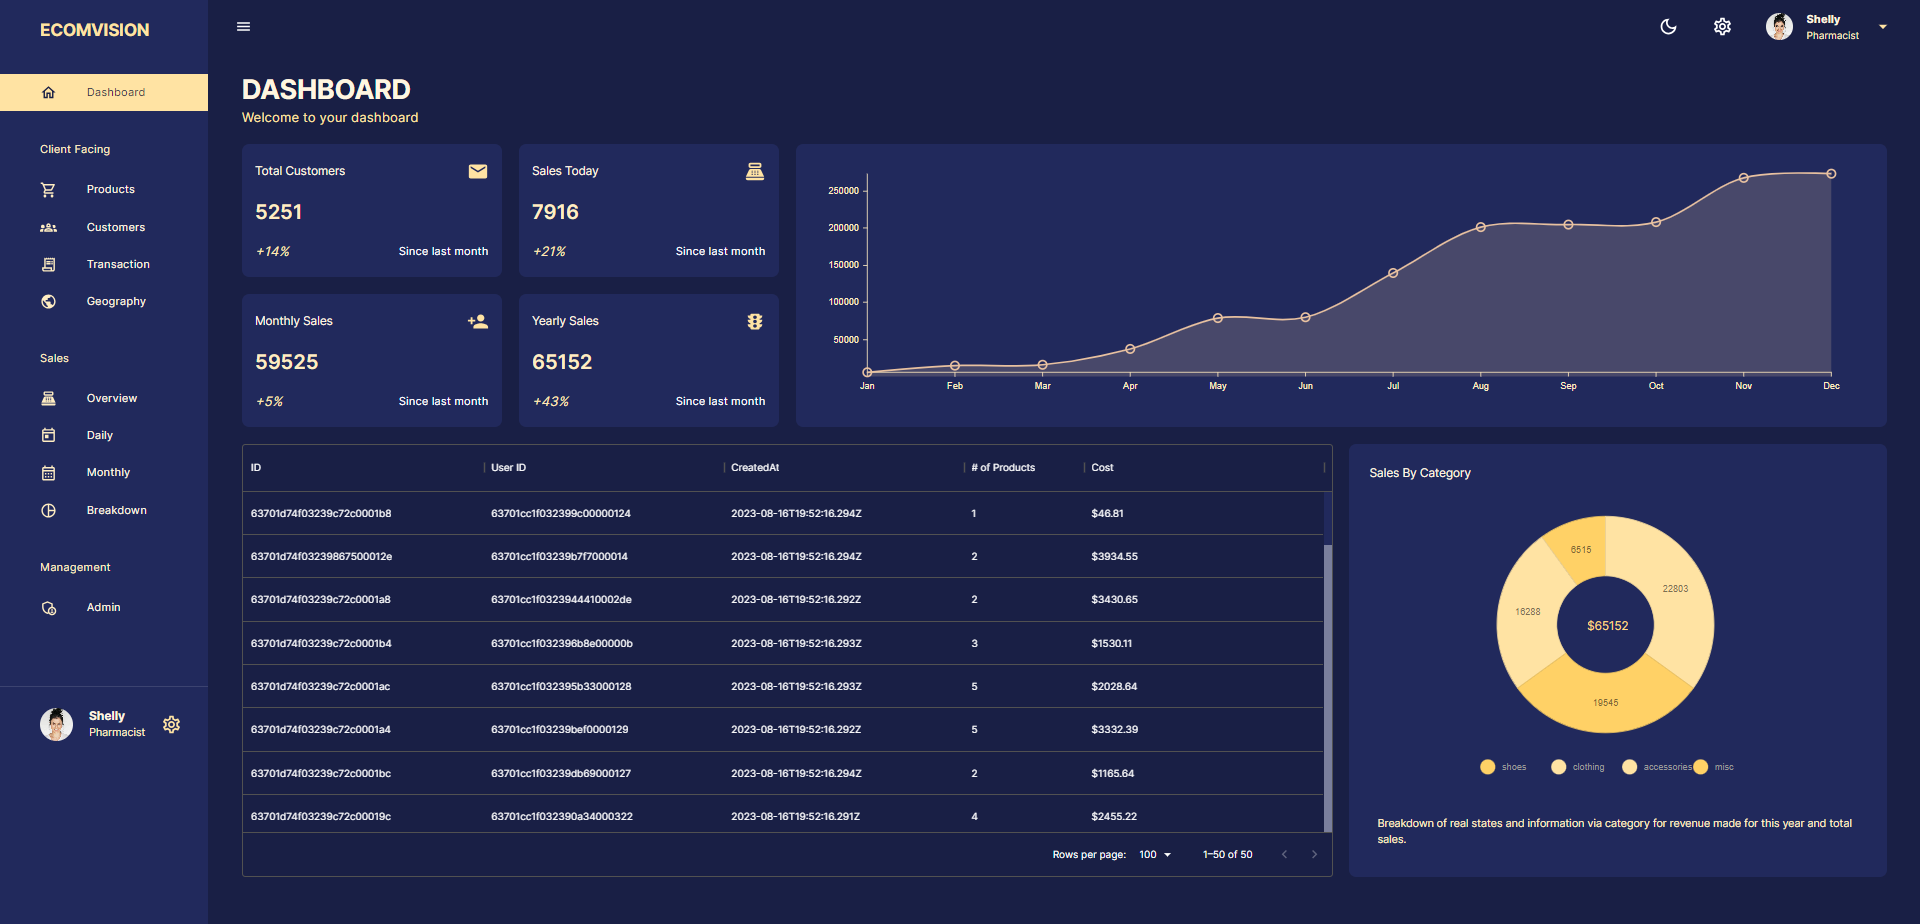 ECOMVISION
Dashboard
Client Facing
Products
Customers
Transaction
Geography
Sales
Overview
Daily
Monthly
Breakdown
Management
Admin
Shelly
Pharmacist
Shelly
Pharmacist
DASHBOARD
Welcome to your dashboard
Total Customers
5251
+14% Since last month
Sales Today
7916
+21% Since last month
Monthly Sales
59525
+5% Since last month
Yearly Sales
65152
+43% Since last month
250000
200000
150000
100000
50000
Jan Feb Mar Apr May Jun Jul Aug Sep Oct Nov Dec
ID User ID CreatedAt # of Products Cost
63701d74f03239c72c0001b8 63701cc1f032399c00000124 2023-08-16T19:52:16.294Z 1 $46.81
63701d74f03239867500012e 63701cc1f03239b7f7000014 2023-08-16T19:52:16.294Z 2 $3934.55
63701d74f03239c72c0001a8 63701cc1f0323944410002de 2023-08-16T19:52:16.292Z 2 $3430.65
63701d74f03239c72c0001b4 63701cc1f032396b8e00000b 2023-08-16T19:52:16.293Z 3 $1530.11
63701d74f03239c72c0001ac 63701cc1f032395b33000128 2023-08-16T19:52:16.293Z 5 $2028.64
63701d74f03239c72c0001a4 63701cc1f03239bef0000129 2023-08-16T19:52:16.292Z 5 $3332.39
63701d74f03239c72c0001bc 63701cc1f03239db69000127 2023-08-16T19:52:16.294Z 2 $1165.64
63701d74f03239c72c00019c 63701cc1f032390a34000322 2023-08-16T19:52:16.291Z 4 $2455.22
Rows per page: 100 1–50 of 50
Sales By Category
6515
22803
16288
$65152
19545
shoes clothing accessories misc
Breakdown of real states and information via category for revenue made for this year and total
sales.